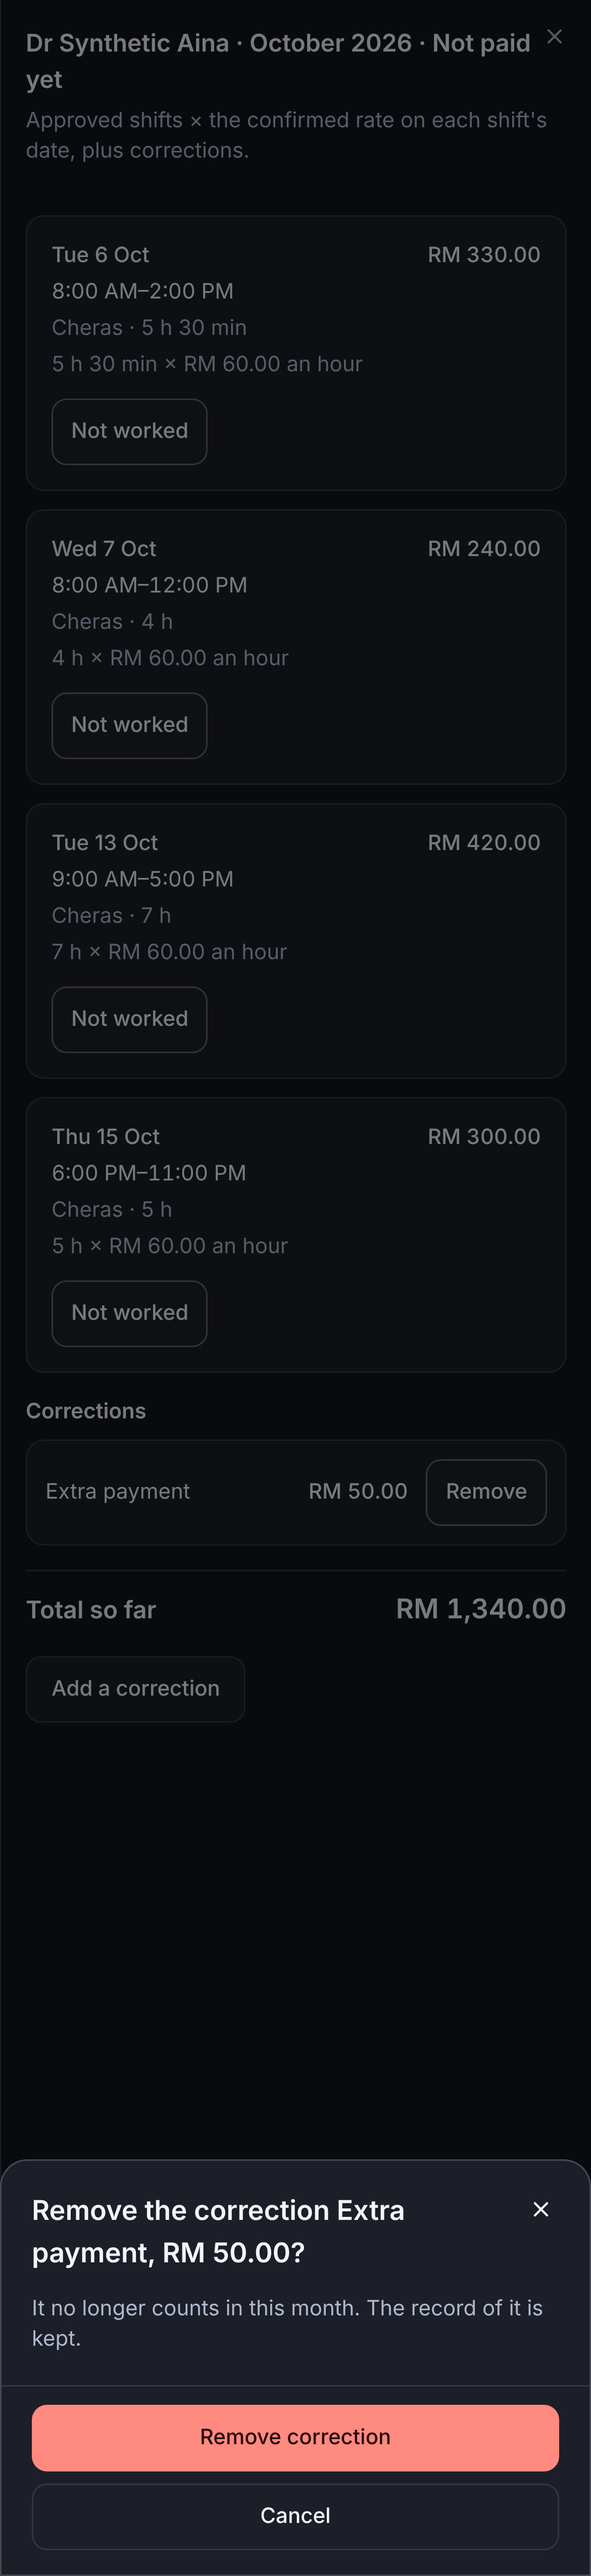 Dr Synthetic Aina · October 2026 · Not paid
yet
Approved shifts × the confirmed rate on each shift's
date, plus corrections.
Tue 6 Oct RM 330.00
8:00 AM–2:00 PM
Cheras · 5 h 30 min
5 h 30 min × RM 60.00 an hour
Not worked
Wed 7 Oct RM 240.00
8:00 AM–12:00 PM
Cheras · 4 h
4 h × RM 60.00 an hour
Not worked
Tue 13 Oct RM 420.00
9:00 AM–5:00 PM
Cheras · 7 h
7 h × RM 60.00 an hour
Not worked
Thu 15 Oct RM 300.00
6:00 PM–11:00 PM
Cheras · 5 h
5 h × RM 60.00 an hour
Not worked
Corrections
Extra payment RM 50.00 Remove
Total so far RM 1,340.00
Add a correction
Remove the correction Extra
payment, RM 50.00?
It no longer counts in this month. The record of it is
kept.
Remove correction
Cancel